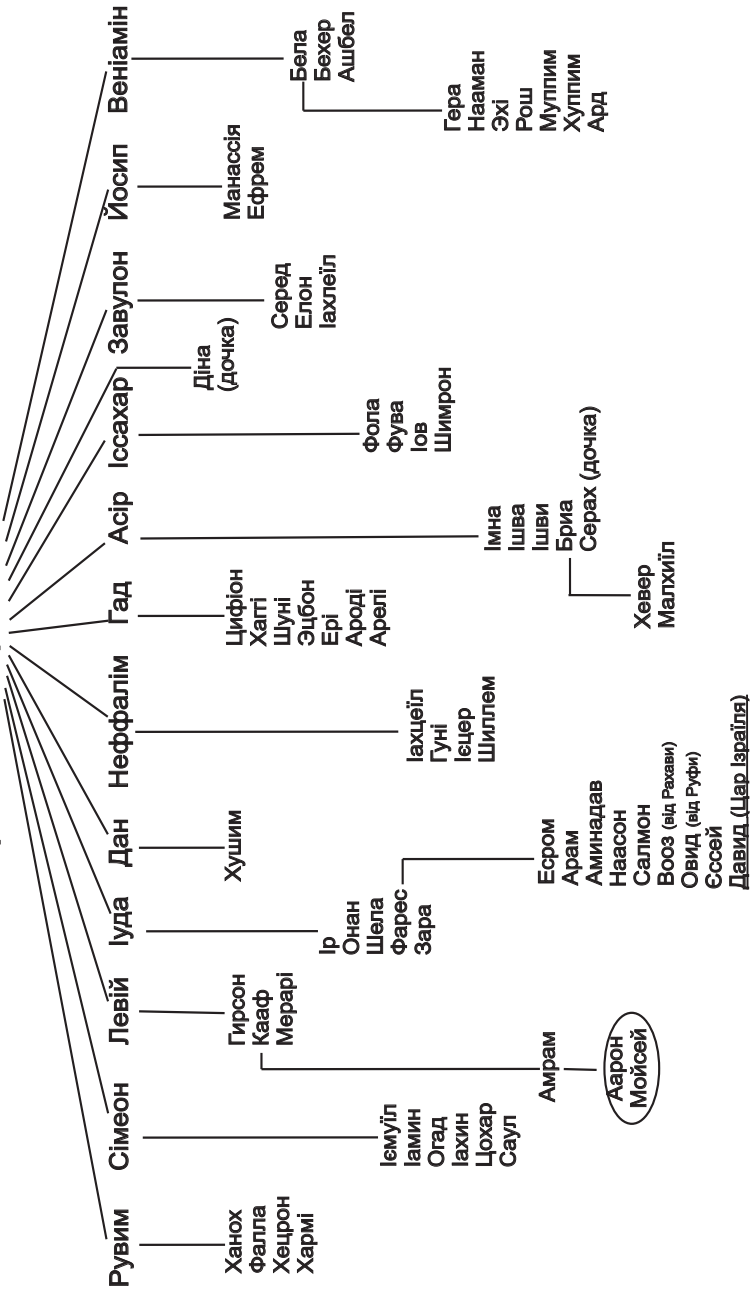 Рувим
Сімеон
Левій
Іуда
Дан
Неффалім
Гад
Асір
Іссахар
Завулон
Йосип
Веніамін
Ханох
Фалла
Хецрон
Хармі
Іємуїл
Іамин
Огад
Іахин
Цохар
Саул
Гирсон
Кааф
Мерарі
Амрам
Аарон
Мойсей
Ір
Онан
Шела
Фарес
Зара
Есром
Арам
Аминадав
Наасон
Салмон
Вооз (від Рахави)
Овид (від Руфи)
Єссей
Давид (Цар Ізраїля)
Хушим
Іахцеїл
Гуні
Ієцер
Шиллем
Цифіон
Хаггі
Шуні
Эцбон
Ері
Ароді
Арелі
Імна
Ішва
Ішви
Бриа
Серах (дочка)
Хевер
Малхиїл
Фола
Фува
Іов
Шимрон
Діна
(дочка)
Серед
Елон
Іахлеїл
Манассія
Ефрем
Бела
Бехер
Ашбел
Гера
Нааман
Эхі
Рош
Муппим
Хуппим
Ард